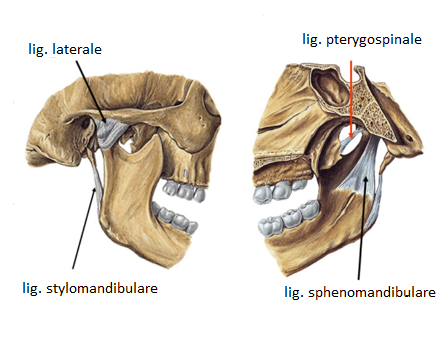 lig. laterale
lig. pterygospinale
lig. stylomandibulare
lig. sphenomandibulare